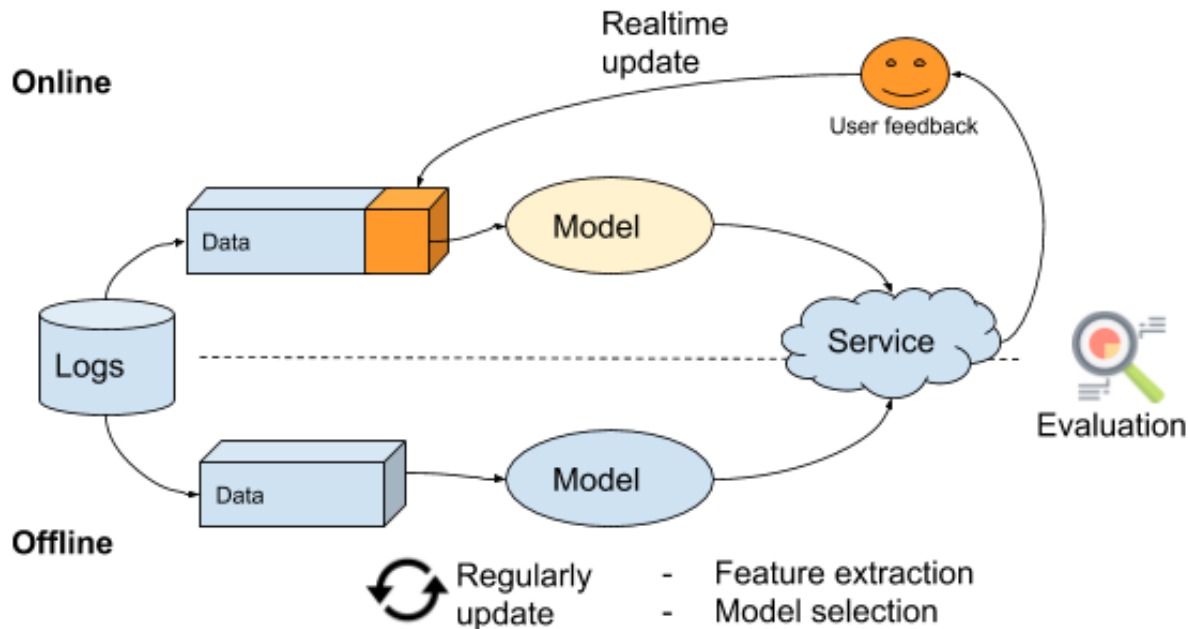 Realtime
update
Online
User feedback
Data
Model
Logs
Service
Evaluation
Data
Model
Offline
Regularly
update
- Feature extraction
- Model selection